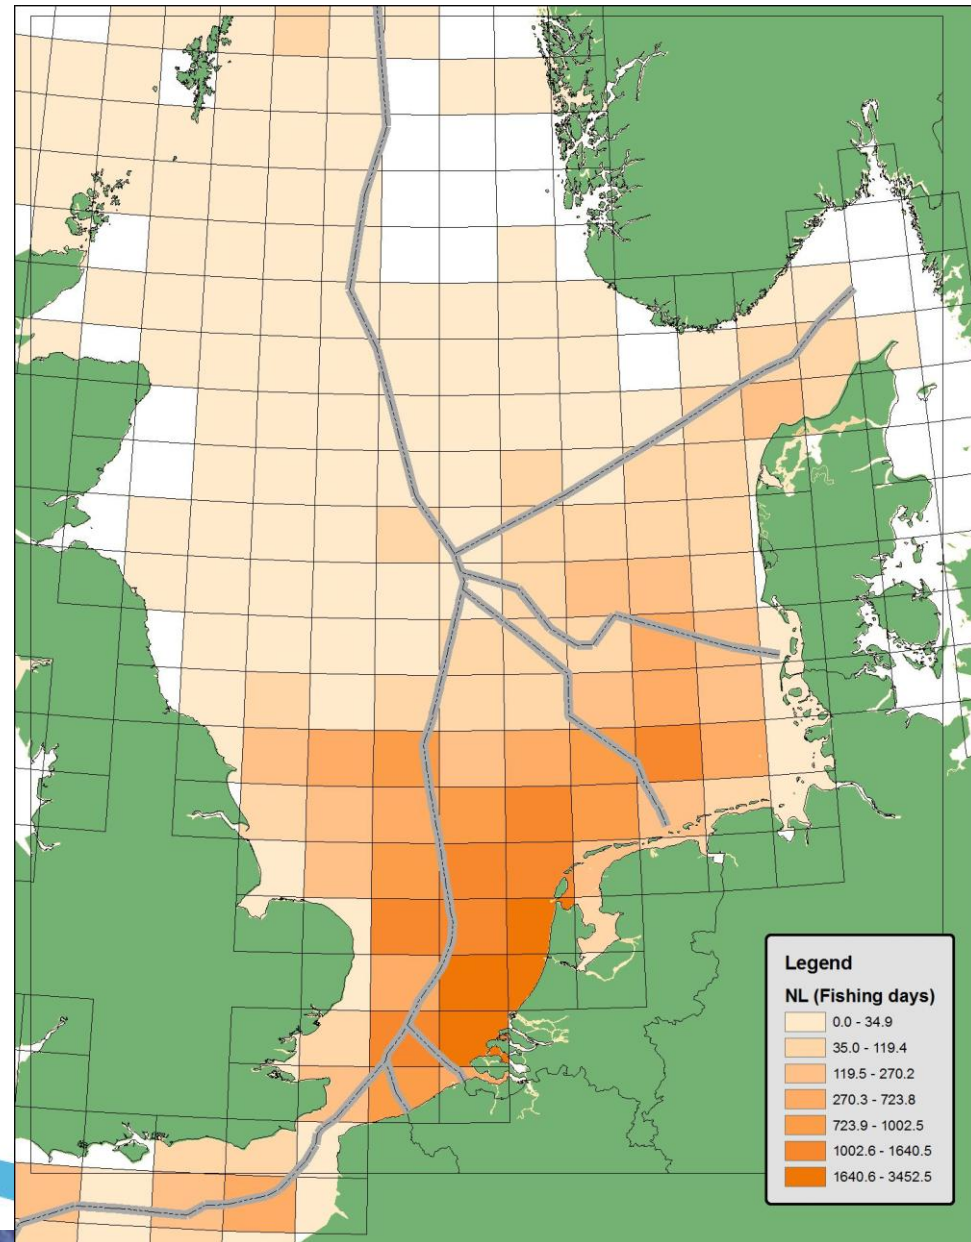 Legend
NL (Fishing days)
0.0 - 34.9
35.0 - 119.4
119.5 - 270.2
270.3 - 723.8
723.9 - 1002.5
1002.6 - 1640.5
1640.6 - 3452.5